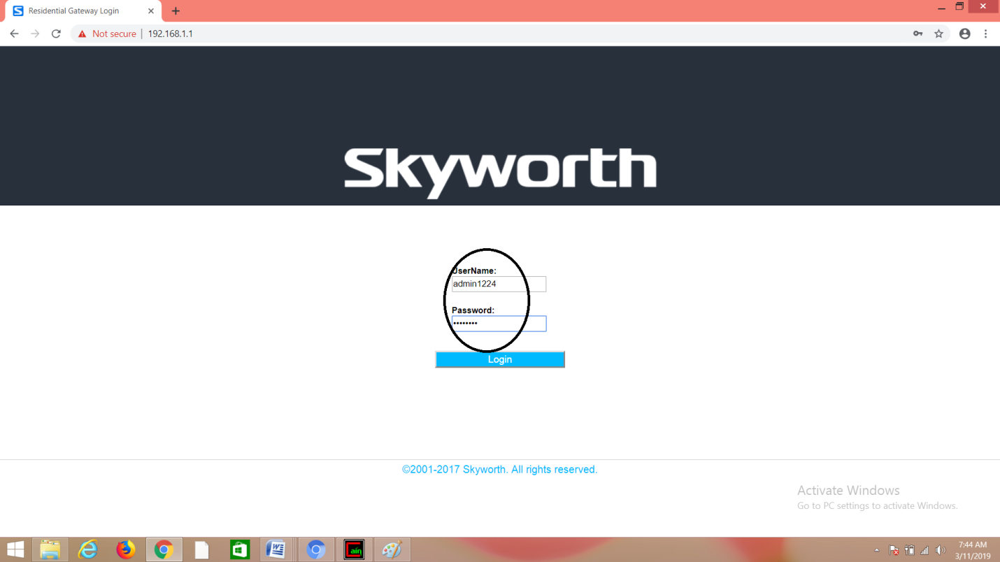 Residential Gateway Login
Not secure 192.168.1.1
Skyworth
UserName:
admin1224
Password:
••••••••
Login
©2001-2017 Skyworth. All rights reserved.
Activate Windows
Go to PC settings to activate Windows.
ain
7:44 AM
3/11/2019